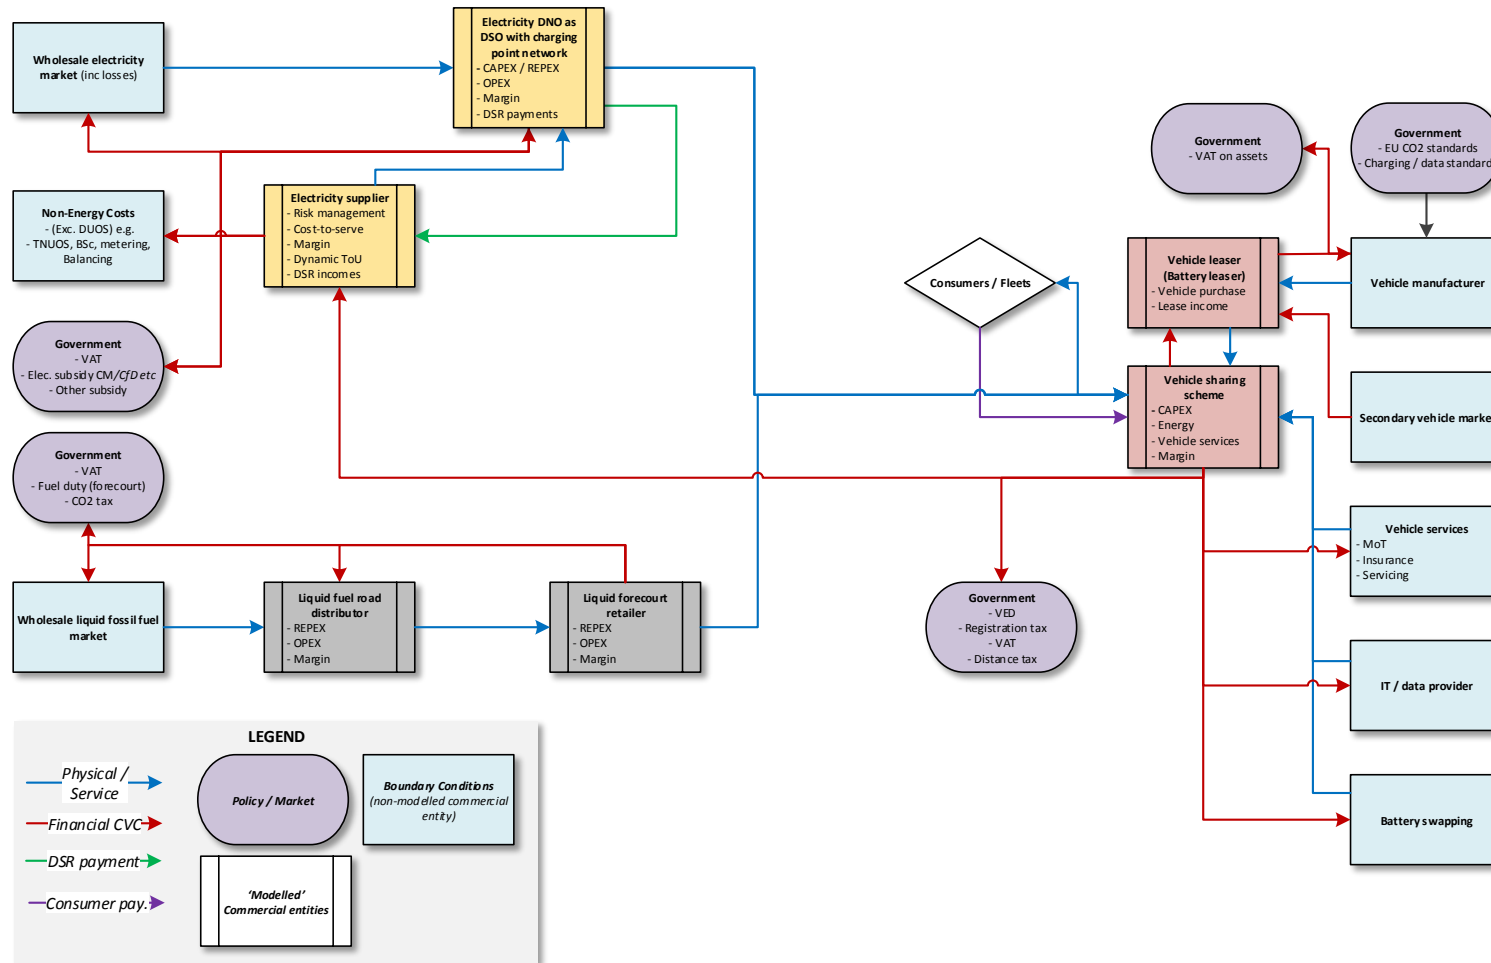 Wholesale electricity
market (inc losses)
Electricity DNO as
DSO with charging
point network
- CAPEX / REPEX
- OPEX
- Margin
- DSR payments
Government
- VAT on assets
Government
- EU CO2 standards
- Charging / data standard
Non-Energy Costs
- (Exc. DUOS) e.g.
- TNUOS, BSc, metering,
Balancing
Electricity supplier
- Risk management
- Cost-to-serve
- Margin
- Dynamic ToU
- DSR incomes
Consumers / Fleets
Vehicle leaser
(Battery leaser)
- Vehicle purchase
- Lease income
Vehicle manufacturer
Government
- VAT
- Elec. subsidy CM/CfD etc
- Other subsidy
Vehicle sharing
scheme
- CAPEX
- Energy
- Vehicle services
- Margin
Secondary vehicle marke
Government
- VAT
- Fuel duty (forecourt)
- CO2 tax
Vehicle services
- MoT
- Insurance
- Servicing
Wholesale liquid fossil fuel
market
Liquid fuel road
distributor
- REPEX
- OPEX
- Margin
Liquid forecourt
retailer
- REPEX
- OPEX
- Margin
Government
- VED
- Registration tax
- VAT
- Distance tax
IT / data provider
Battery swapping
LEGEND
Physical /
Service
Financial CVC
DSR payment
Consumer pay.
Policy / Market
Boundary Conditions
(non-modelled commercial
entity)
'Modelled'
Commercial entities